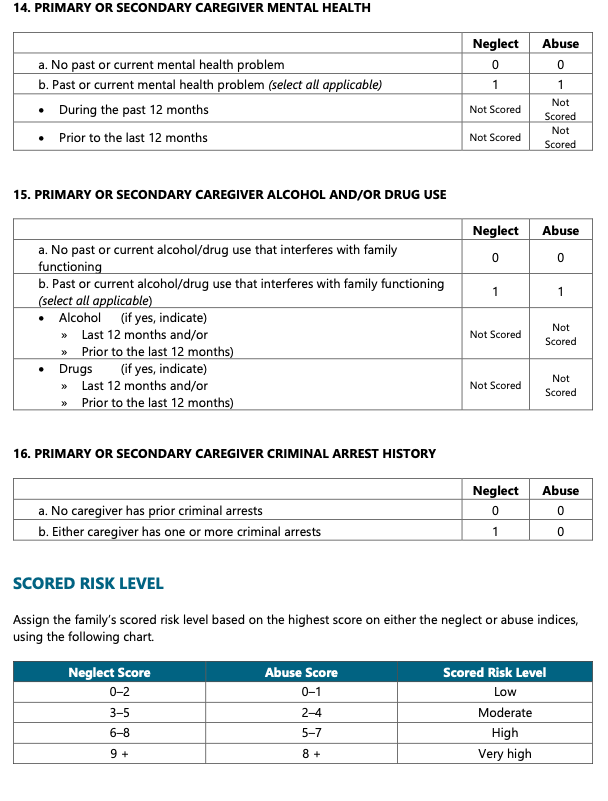 14. PRIMARY OR SECONDARY CAREGIVER MENTAL HEALTH
Neglect Abuse
a. No past or current mental health problem 0 0
b. Past or current mental health problem (select all applicable) 1 1
• During the past 12 months Not Scored Not Scored
• Prior to the last 12 months Not Scored Not Scored
15. PRIMARY OR SECONDARY CAREGIVER ALCOHOL AND/OR DRUG USE
Neglect Abuse
a. No past or current alcohol/drug use that interferes with family
functioning 0 0
b. Past or current alcohol/drug use that interferes with family functioning
(select all applicable) 1 1
• Alcohol (if yes, indicate)
» Last 12 months and/or Not Scored Not Scored
» Prior to the last 12 months)
• Drugs (if yes, indicate)
» Last 12 months and/or Not Scored Not Scored
» Prior to the last 12 months)
16. PRIMARY OR SECONDARY CAREGIVER CRIMINAL ARREST HISTORY
Neglect Abuse
a. No caregiver has prior criminal arrests 0 0
b. Either caregiver has one or more criminal arrests 1 0
SCORED RISK LEVEL
Assign the family's scored risk level based on the highest score on either the neglect or abuse indices,
using the following chart.
Neglect Score Abuse Score Scored Risk Level
0–2 0–1 Low
3–5 2–4 Moderate
6–8 5–7 High
9 + 8 + Very high